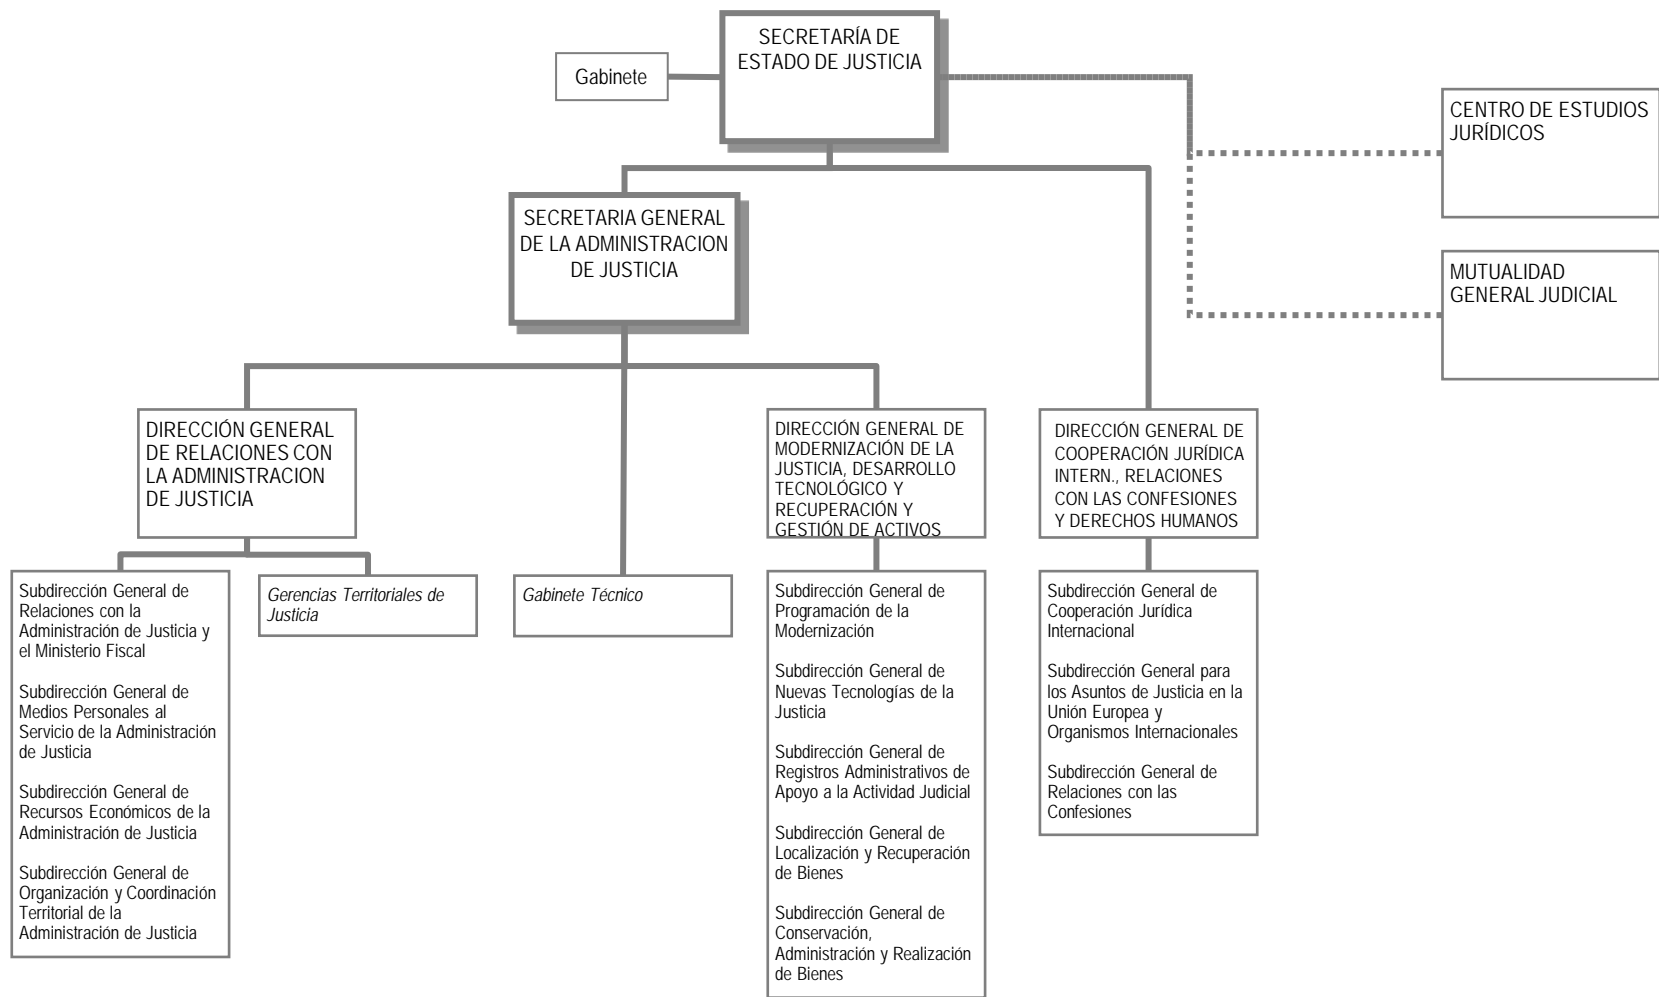 SECRETARÍA DE
ESTADO DE JUSTICIA
Gabinete
CENTRO DE ESTUDIOS
JURÍDICOS
SECRETARIA GENERAL
DE LA ADMINISTRACION
DE JUSTICIA
MUTUALIDAD
GENERAL JUDICIAL
DIRECCIÓN GENERAL
DE RELACIONES CON
LA ADMINISTRACION
DE JUSTICIA
DIRECCIÓN GENERAL DE
MODERNIZACIÓN DE LA
JUSTICIA, DESARROLLO
TECNOLÓGICO Y
RECUPERACIÓN Y
GESTIÓN DE ACTIVOS
DIRECCIÓN GENERAL DE
COOPERACIÓN JURÍDICA
INTERN., RELACIONES
CON LAS CONFESIONES
Y DERECHOS HUMANOS
Subdirección General de
Relaciones con la
Administración de Justicia y
el Ministerio Fiscal
Subdirección General de
Medios Personales al
Servicio de la Administración
de Justicia
Subdirección General de
Recursos Económicos de la
Administración de Justicia
Subdirección General de
Organización y Coordinación
Territorial de la
Administración de Justicia
Gerencias Territoriales de
Justicia
Gabinete Técnico
Subdirección General de
Programación de la
Modernización
Subdirección General de
Nuevas Tecnologías de la
Justicia
Subdirección General de
Registros Administrativos de
Apoyo a la Actividad Judicial
Subdirección General de
Localización y Recuperación
de Bienes
Subdirección General de
Conservación,
Administración y Realización
de Bienes
Subdirección General de
Cooperación Jurídica
Internacional
Subdirección General para
los Asuntos de Justicia en la
Unión Europea y
Organismos Internacionales
Subdirección General de
Relaciones con las
Confesiones